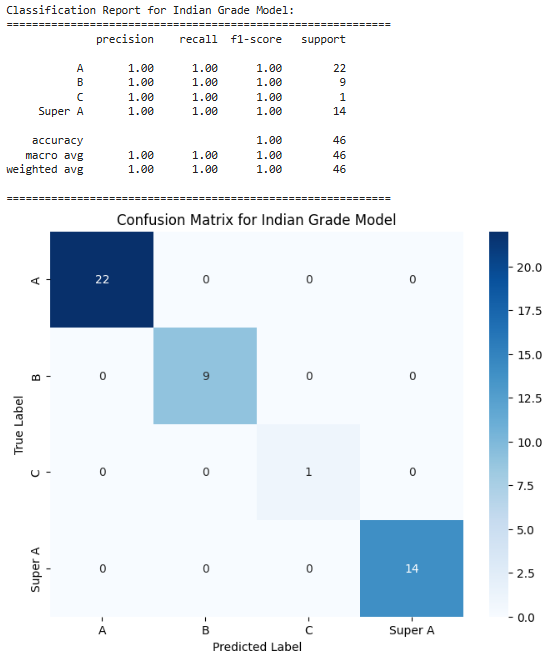 Classification Report for Indian Grade Model:
============================================================
precision recall f1-score support
A 1.00 1.00 1.00 22
B 1.00 1.00 1.00 9
C 1.00 1.00 1.00 1
Super A 1.00 1.00 1.00 14
accuracy 1.00 46
macro avg 1.00 1.00 1.00 46
weighted avg 1.00 1.00 1.00 46
============================================================
Confusion Matrix for Indian Grade Model
A 22 0 0 0
B 0 9 0 0
C 0 0 1 0
Super A 0 0 0 14
True Label
A B C Super A
Predicted Label
20.0
17.5
15.0
12.5
10.0
7.5
5.0
2.5
0.0